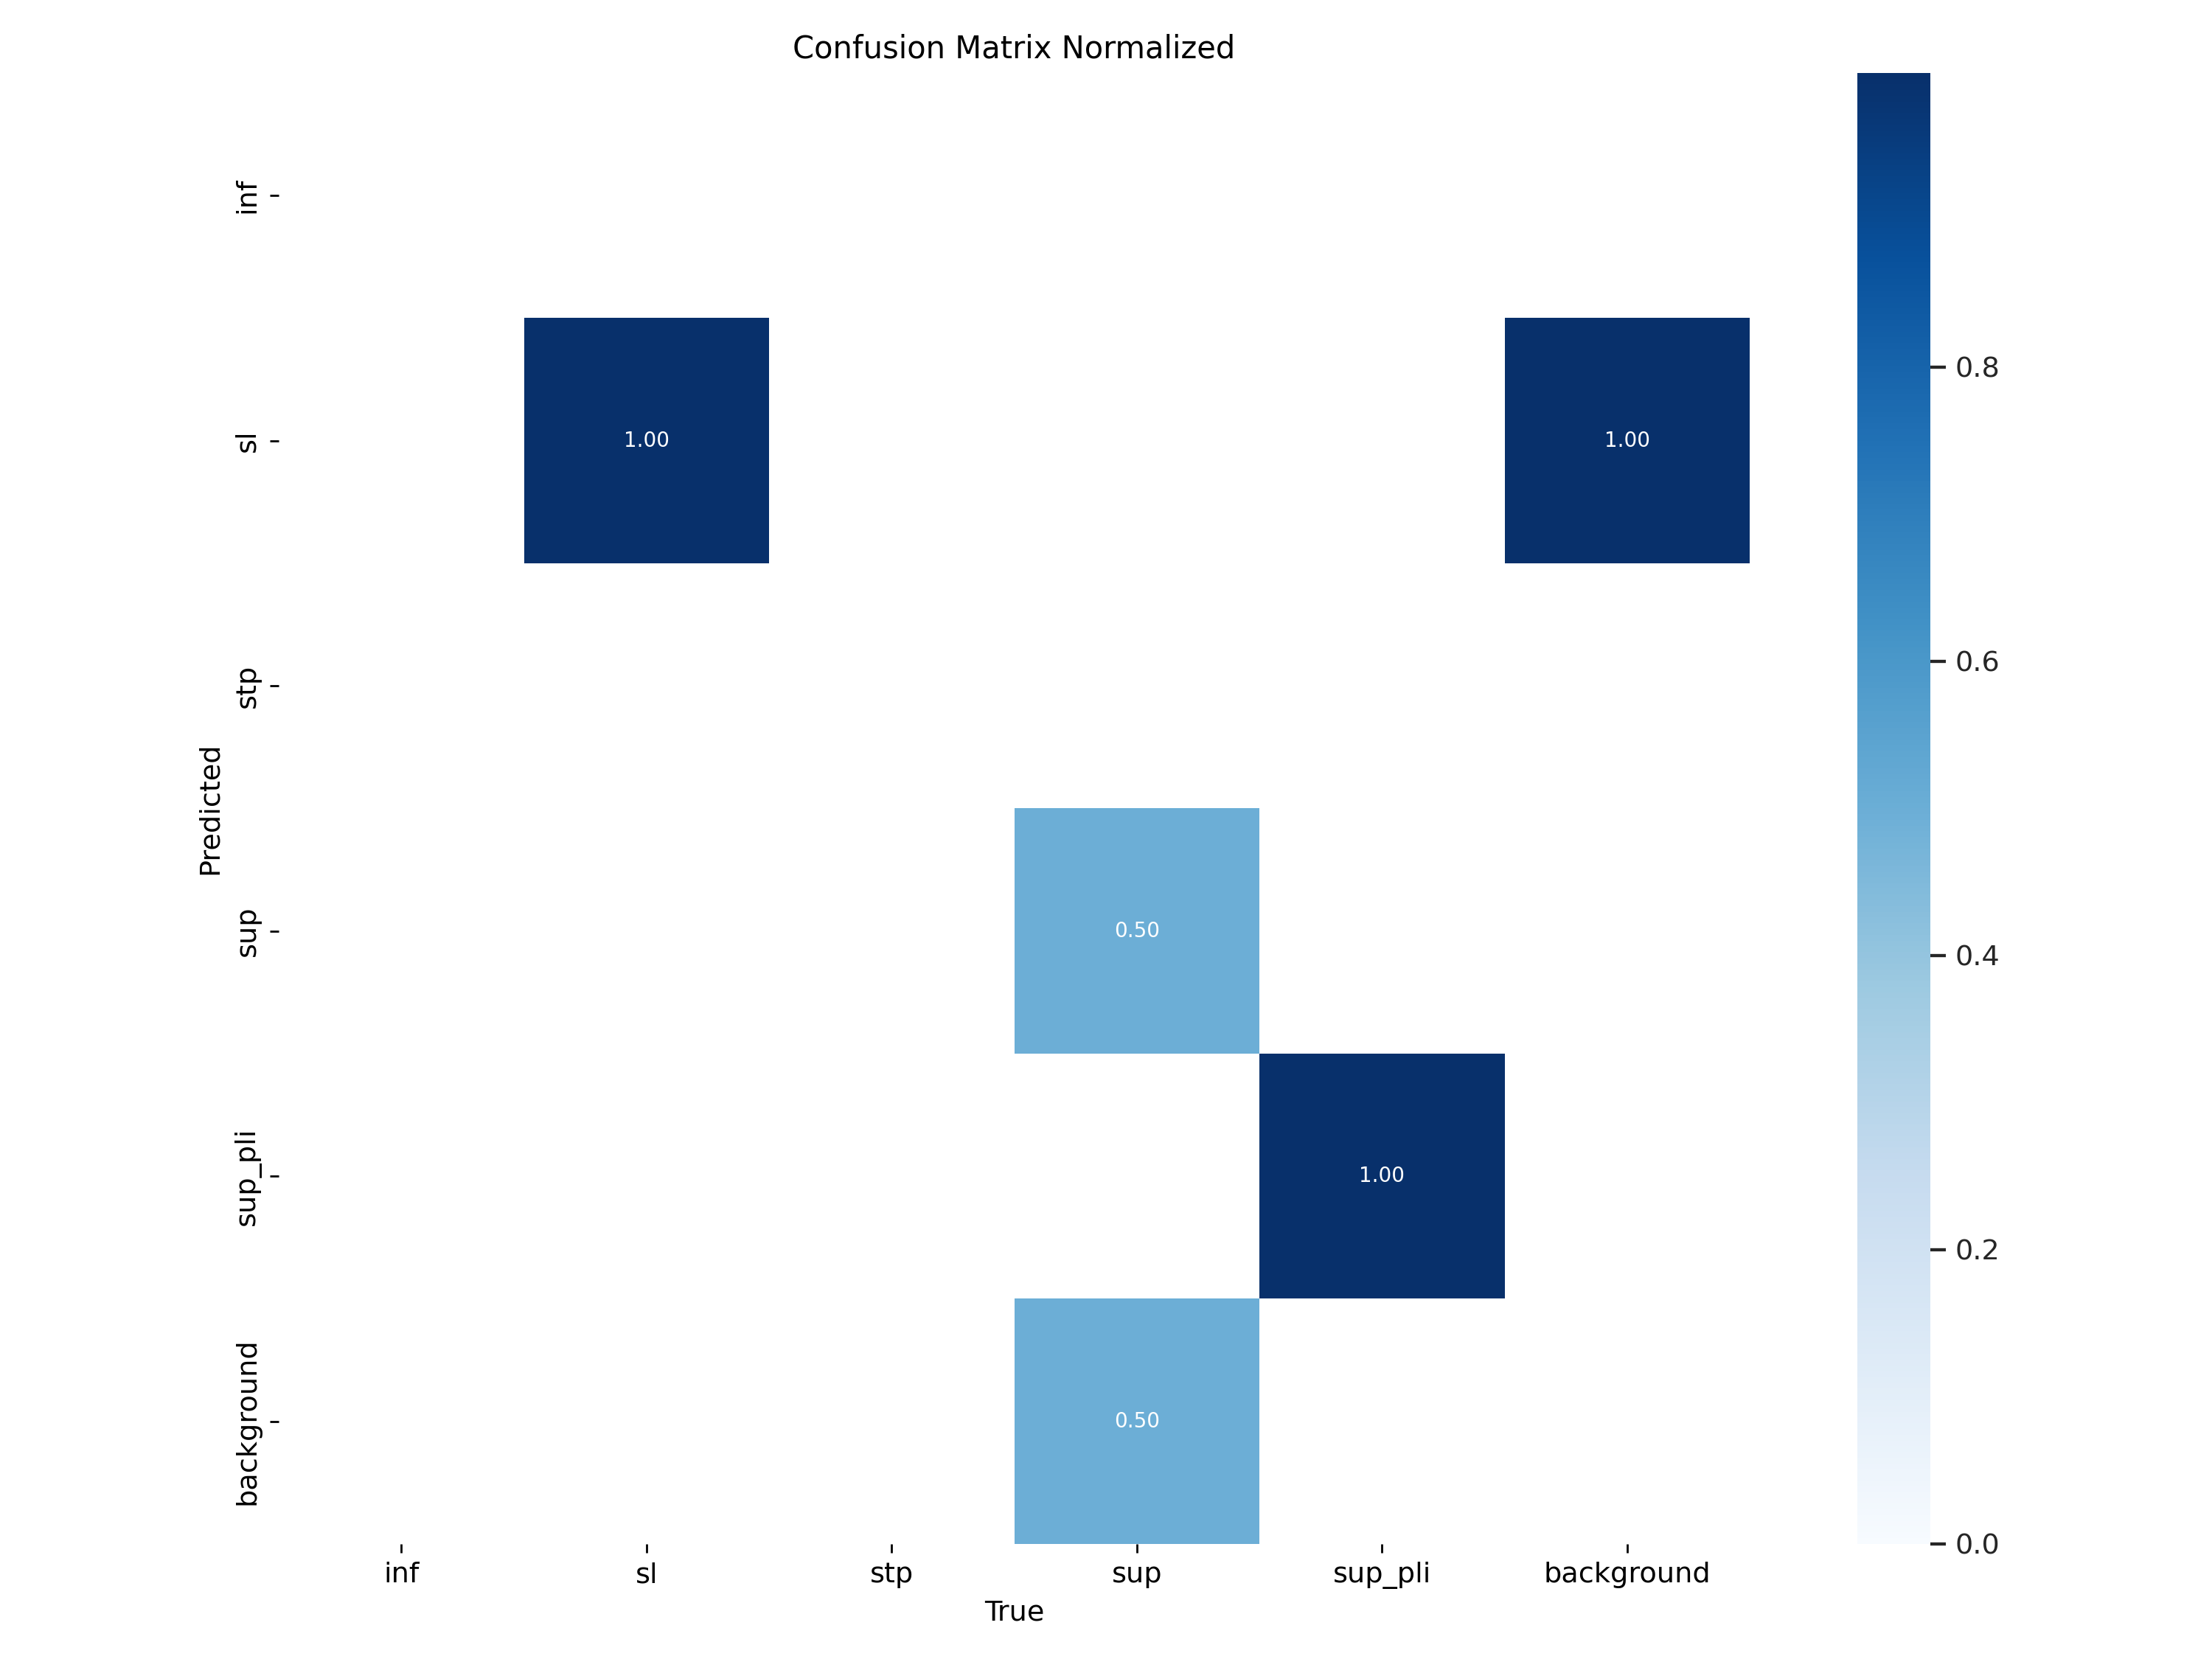 Confusion Matrix Normalized
inf
sl
1.00
1.00
stp
sup
0.50
sup_pli
1.00
background
0.50
Predicted
inf
sl
stp
sup
sup_pli
background
True
0.8
0.6
0.4
0.2
0.0